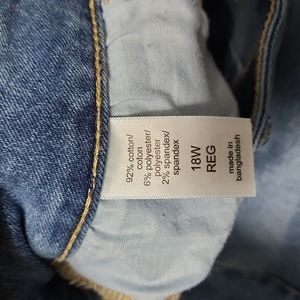 92% cotton/
coton
6% polyester/
polyester
2% spandex/
spandex
18W
REG
made in
bangladesh